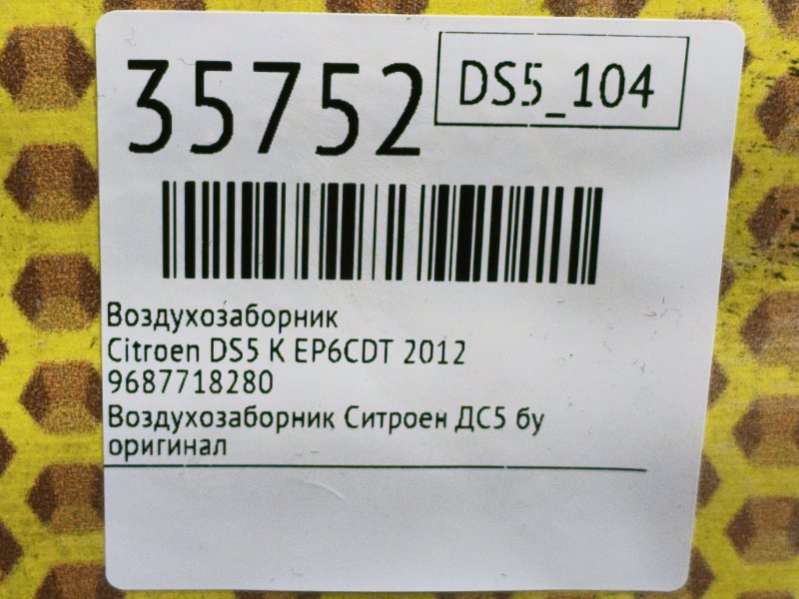 35752
DS5_104
Воздухозаборник
Citroen DS5 K EP6CDT 2012
9687718280
Воздухозаборник Ситроен ДС5 бу
оригинал